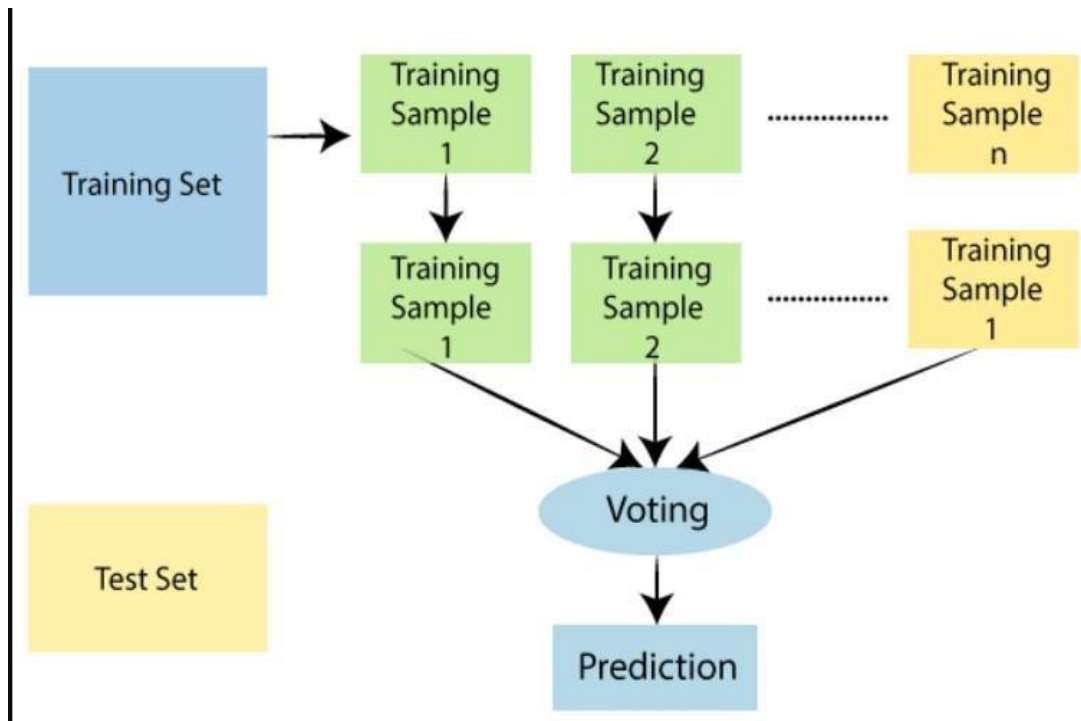 Training Set
Training
Sample
1
Training
Sample
2
Training
Sample
n
Training
Sample
1
Training
Sample
2
Training
Sample
1
Voting
Test Set
Prediction